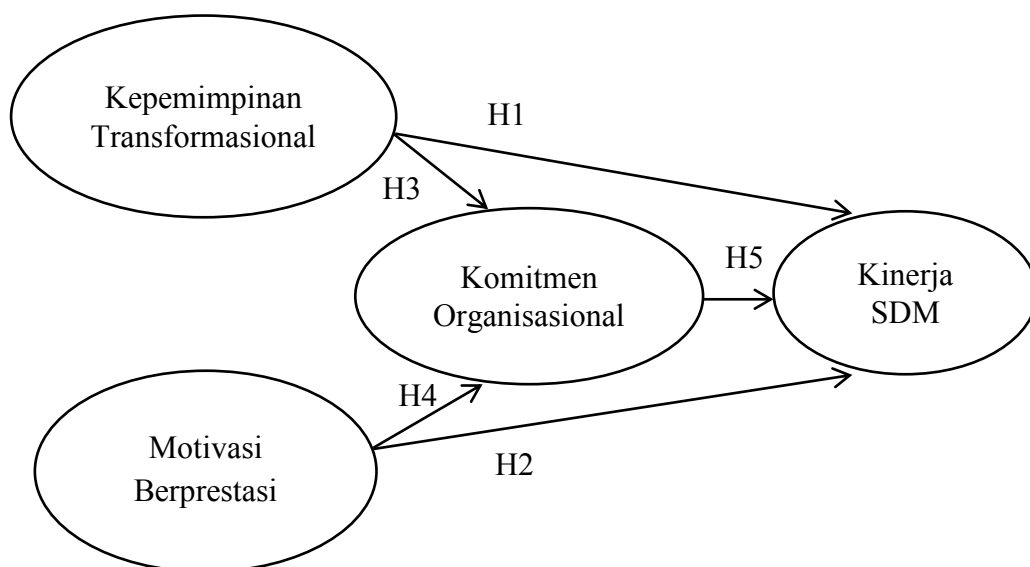 Kepemimpinan
Transformasional
H1
H3
Komitmen
Organisasional
H5
Kinerja
SDM
H4
Motivasi
Berprestasi
H2